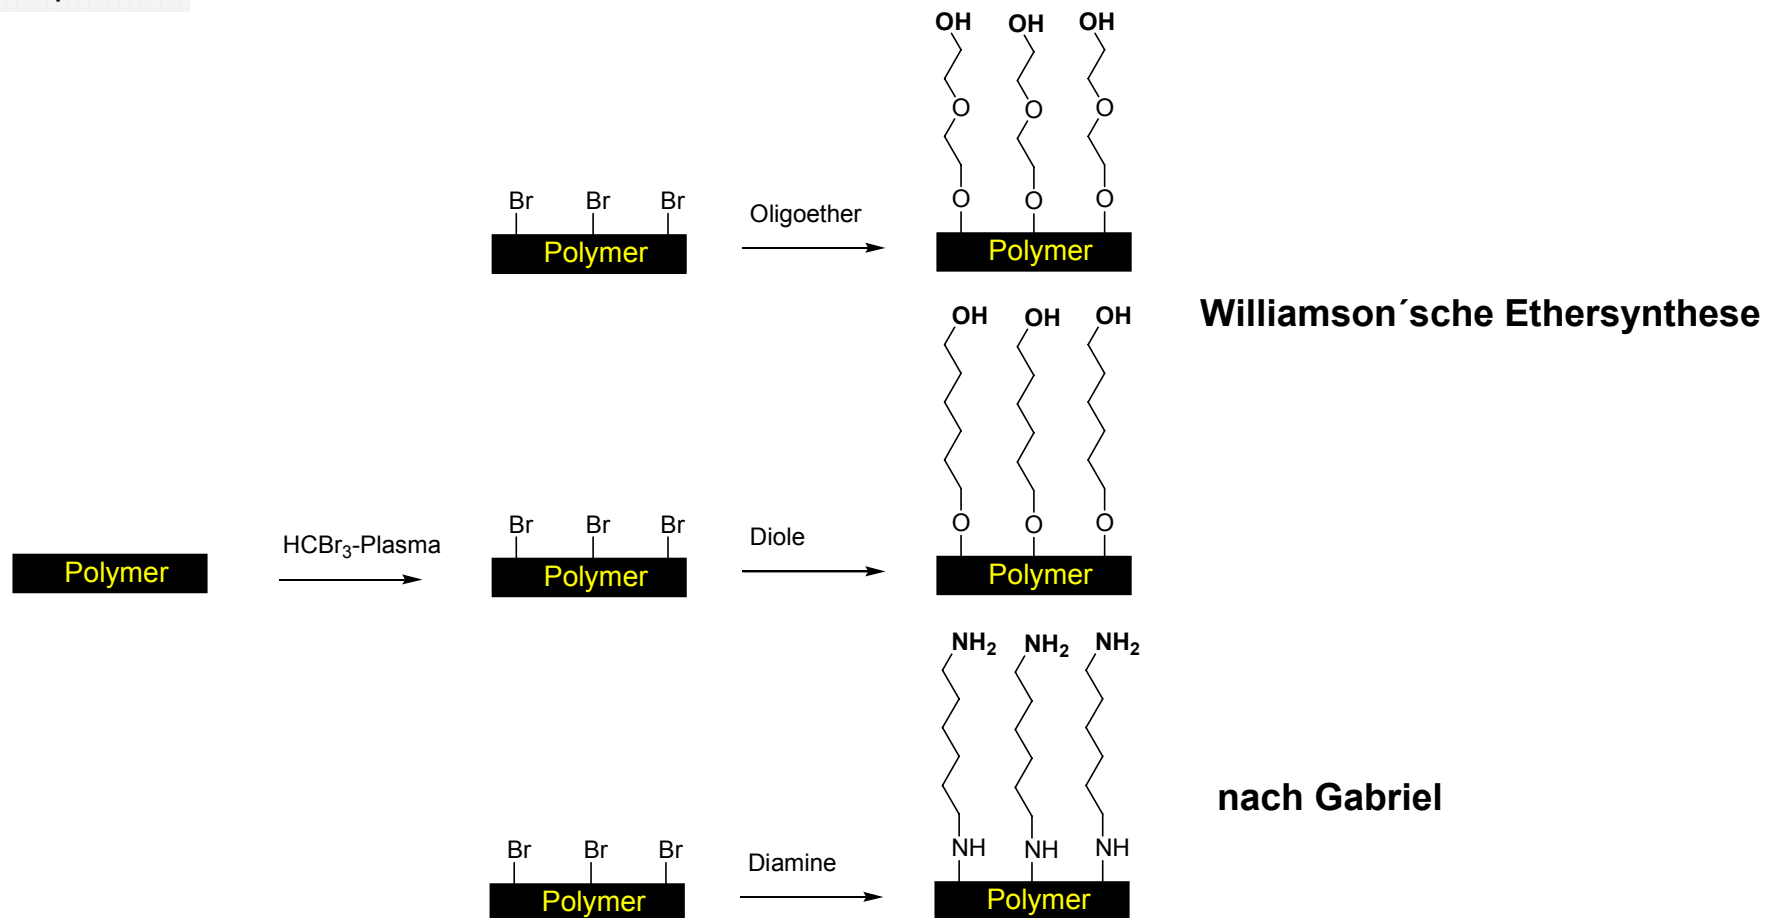 OH OH OH
O O O
Br Br Br
Oligoether
O O O
Polymer
Polymer
Williamson´sche Ethersynthese
OH OH OH
Br Br Br
Diole
O O O
HCBr3-Plasma
Polymer
Polymer
Polymer
NH2 NH2 NH2
nach Gabriel
Br Br Br
Diamine
NH NH NH
Polymer
Polymer